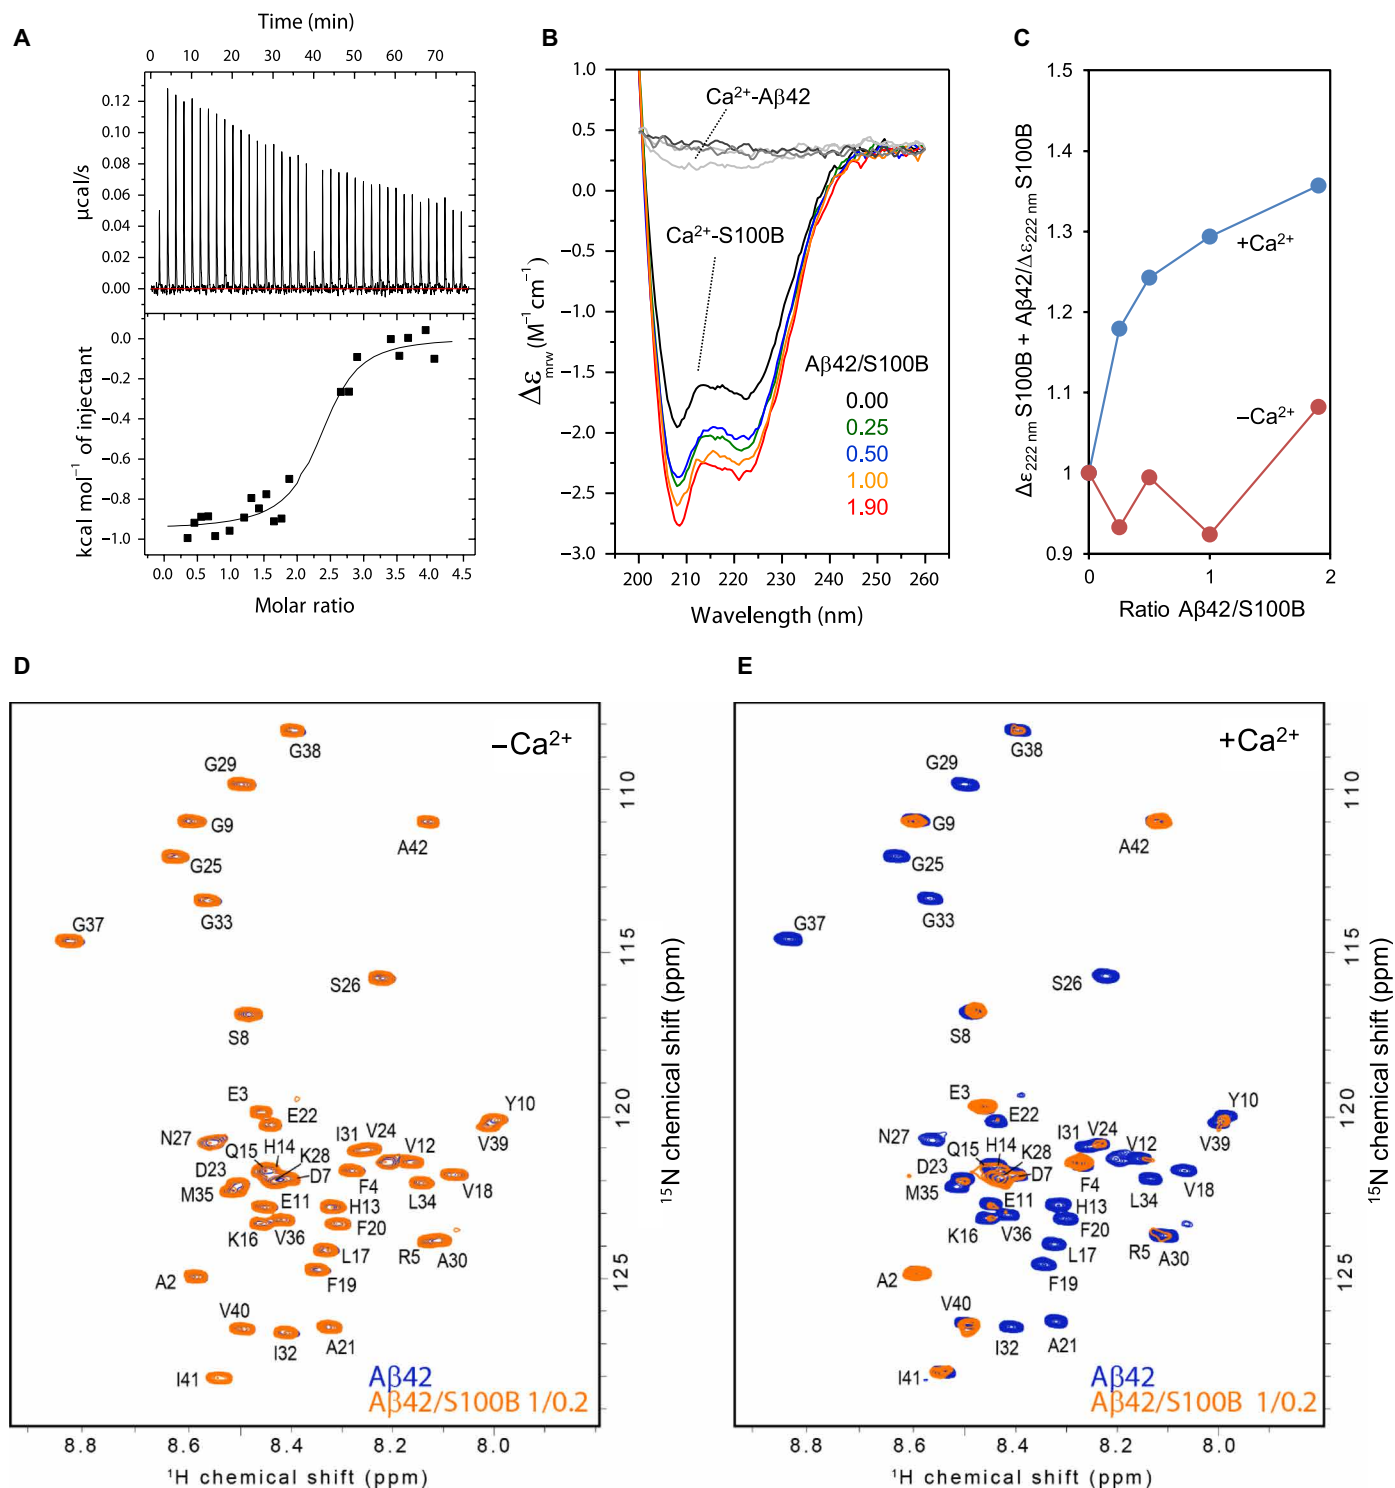 A
Time (min)
0 10 20 30 40 50 60 70
0.12
0.10
0.08
0.06
0.04
0.02
0.00
µcal/s
0.0
−0.2
−0.4
−0.6
−0.8
−1.0
kcal mol⁻¹ of injectant
0.0 0.5 1.0 1.5 2.0 2.5 3.0 3.5 4.0 4.5
Molar ratio
B
1.0
0.5
0.0
−0.5
−1.0
−1.5
−2.0
−2.5
−3.0
Δε mrw (M⁻¹ cm⁻¹)
Ca²⁺-Aβ42
Ca²⁺-S100B
Aβ42/S100B
0.00
0.25
0.50
1.00
1.90
200 210 220 230 240 250 260
Wavelength (nm)
C
1.5
1.4
1.3
1.2
1.1
1
0.9
Δε222 nm S100B + Aβ42/Δε222 nm S100B
+Ca²⁺
−Ca²⁺
0 1 2
Ratio Aβ42/S100B
D
−Ca²⁺
G38
G29
G9
A42
G25
G33
G37
S26
S8
E3
E22
Y10
N27
Q15
H14
I31
V24
V12
V39
K28
D23
D7
M35
F4
L34
V18
E11
H13
K16
V36
F20
L17
R5
A30
A2
F19
V40
I32
A21
I41
Aβ42
Aβ42/S100B 1/0.2
110
115
120
125
¹⁵N chemical shift (ppm)
8.8 8.6 8.4 8.2 8.0
¹H chemical shift (ppm)
E
+Ca²⁺
G38
G29
G9
A42
G25
G33
G37
S26
S8
E3
E22
Y10
N27
Q15
H14
I31
V24
V12
V39
K28
D23
D7
M35
F4
L34
V18
E11
H13
K16
V36
F20
L17
R5
A30
A2
F19
V40
I32
A21
I41
Aβ42
Aβ42/S100B 1/0.2
110
115
120
125
¹⁵N chemical shift (ppm)
8.8 8.6 8.4 8.2 8.0
¹H chemical shift (ppm)